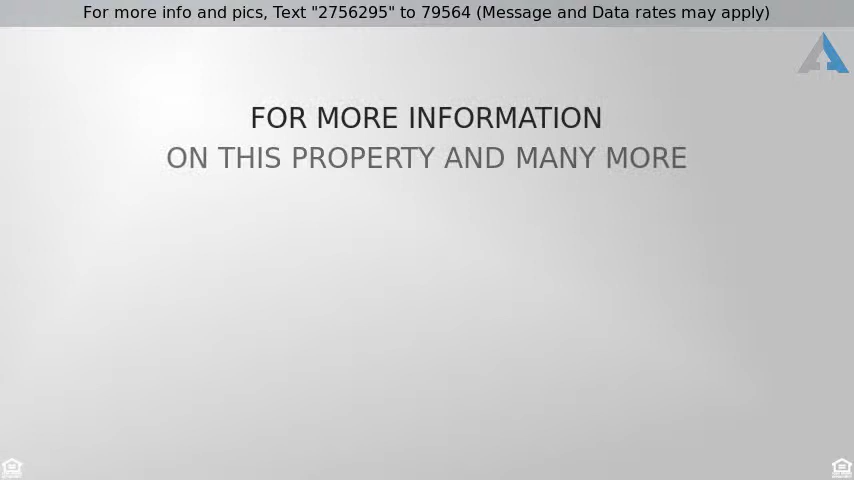 For more info and pics, Text "2756295" to 79564 (Message and Data rates may apply)
FOR MORE INFORMATION
ON THIS PROPERTY AND MANY MORE